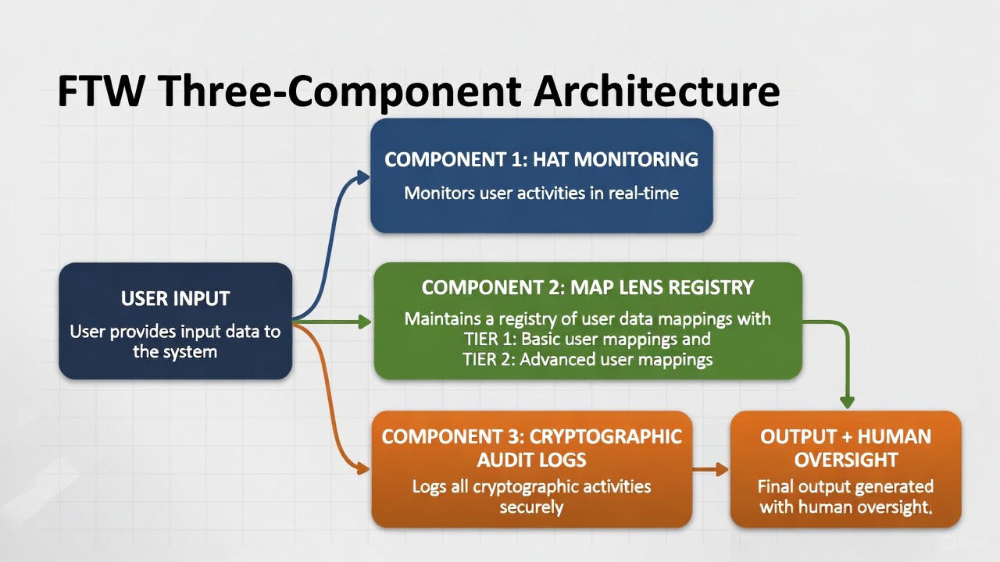 FTW Three-Component Architecture
COMPONENT 1: HAT MONITORING
Monitors user activities in real-time
USER INPUT
User provides input data to
the system
COMPONENT 2: MAP LENS REGISTRY
Maintains a registry of user data mappings with
TIER 1: Basic user mappings and
TIER 2: Advanced user mappings
COMPONENT 3: CRYPTOGRAPHIC
AUDIT LOGS
Logs all cryptographic activities
securely
OUTPUT + HUMAN
OVERSIGHT
Final output generated
with human oversight.